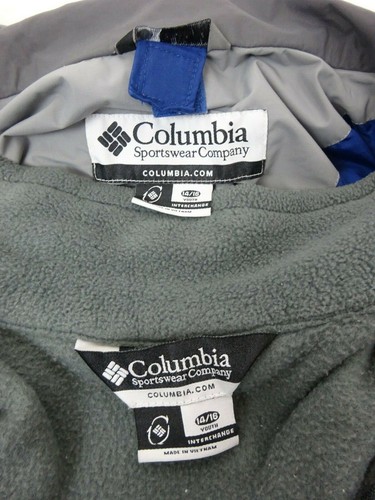 Columbia
Sportswear Company
COLUMBIA.COM
14/16
YOUTH
INTERCHANGE
VIETNAM
Columbia
Sportswear Company
COLUMBIA.COM
14/16
YOUTH
INTERCHANGE
MADE IN VIETNAM